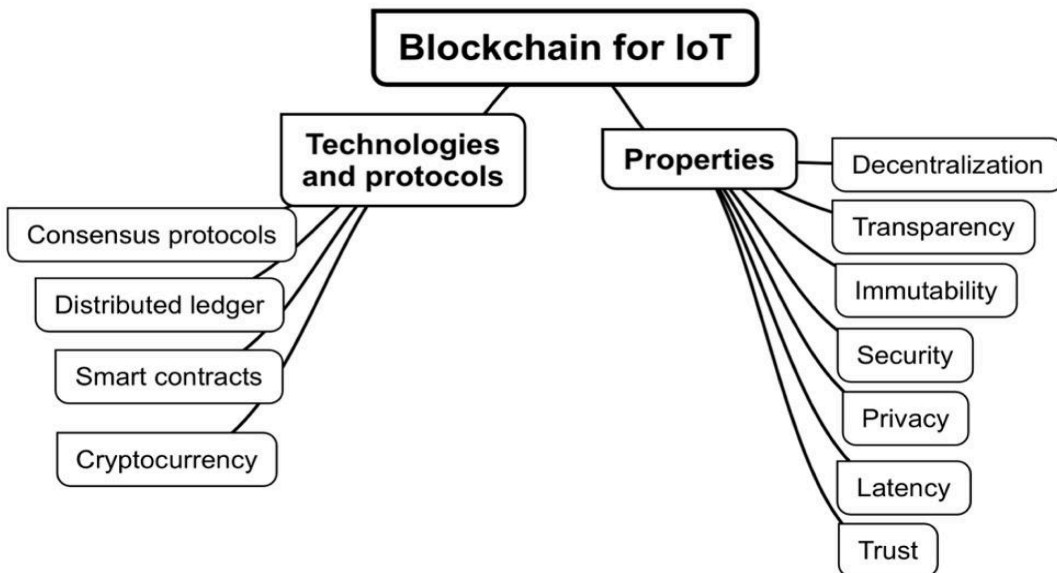 Blockchain for IoT
Technologies
and protocols
Consensus protocols
Distributed ledger
Smart contracts
Cryptocurrency
Properties
Decentralization
Transparency
Immutability
Security
Privacy
Latency
Trust